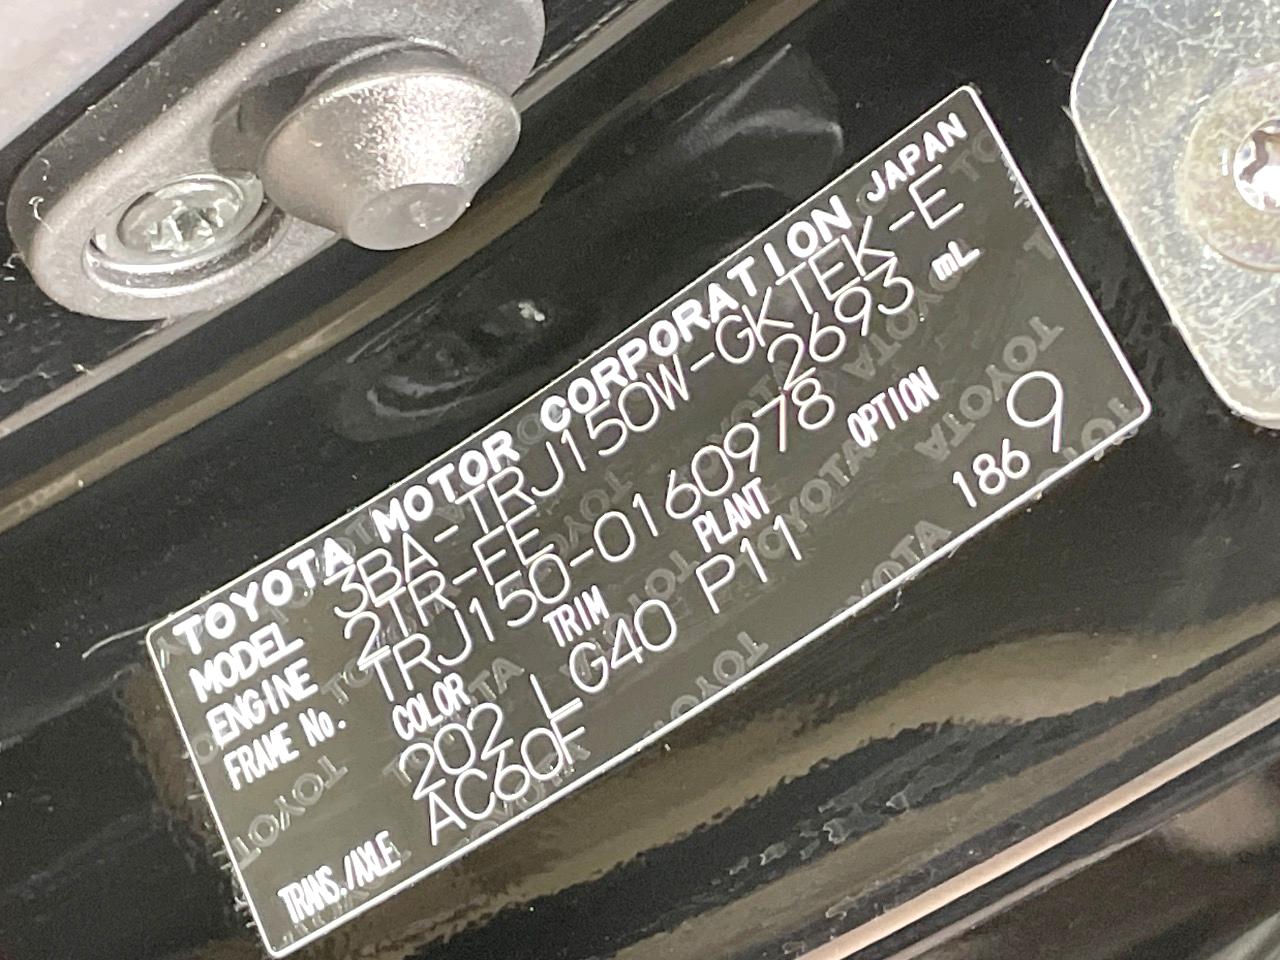 TOYOTA MOTOR CORPORATION JAPAN
MODEL 3BA-TRJ150W-GKTEK-E
ENGINE 2TR-FE 2693 mL
FRAME No. TRJ150-0160978
COLOR TRIM PLANT OPTION
202 LG40 P11 1869
TRANS./AXLE AC60F